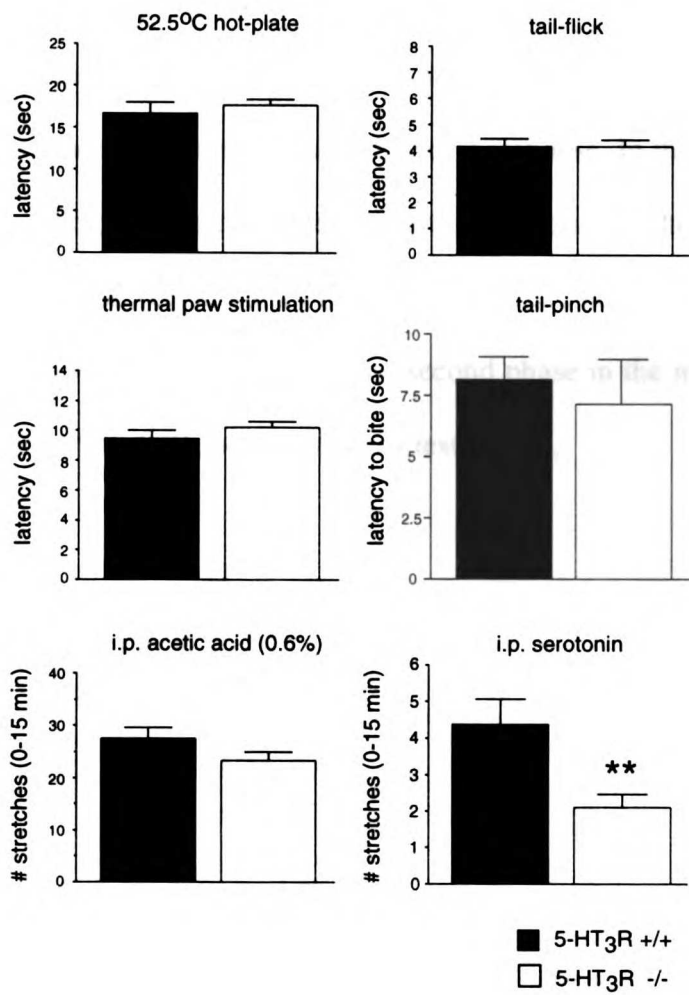 52.5°C hot-plate
latency (sec)
25
20
15
10
5
0
tail-flick
latency (sec)
8
7
6
5
4
3
2
1
0
thermal paw stimulation
latency (sec)
14
12
10
8
6
4
2
0
tail-pinch
latency to bite (sec)
10
7.5
5
2.5
0
second phase in the
i.p. acetic acid (0.6%)
# stretches (0-15 min)
40
30
20
10
0
i.p. serotonin
# stretches (0-15 min)
6
5
4
3
2
1
0
**
5-HT₃R +/+
5-HT₃R -/-